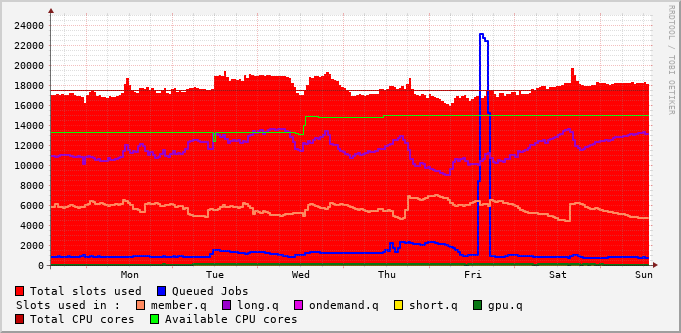 24000
22000
20000
18000
16000
14000
12000
10000
8000
6000
4000
2000
0
Mon Tue Wed Thu Fri Sat Sun
RRDTOOL / TOBI OETIKER
Total slots used Queued Jobs
Slots used in : member.q long.q ondemand.q short.q gpu.q
Total CPU cores Available CPU cores